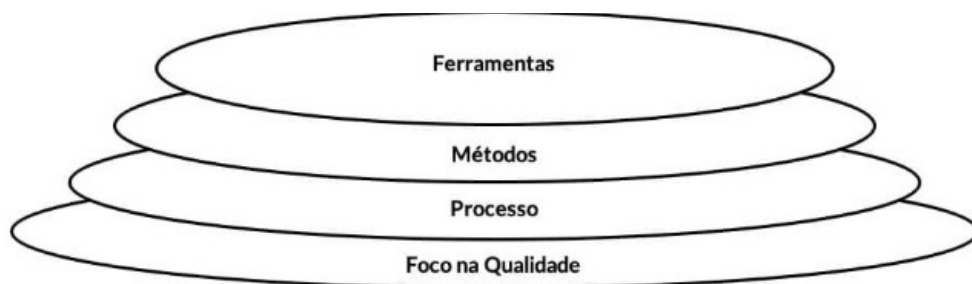 Ferramentas
Métodos
Processo
Foco na Qualidade